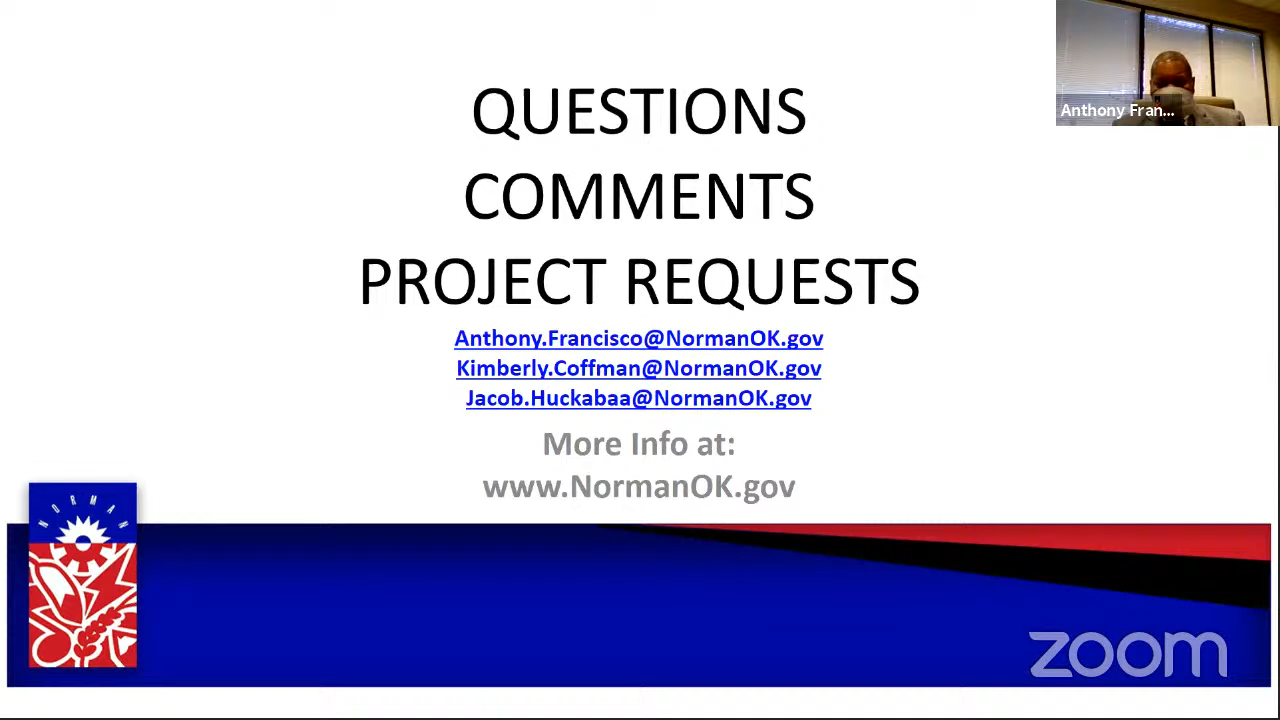 Anthony Fran...
QUESTIONS
COMMENTS
PROJECT REQUESTS
Anthony.Francisco@NormanOK.gov
Kimberly.Coffman@NormanOK.gov
Jacob.Huckabaa@NormanOK.gov
More Info at:
www.NormanOK.gov
NORMAN
zoom